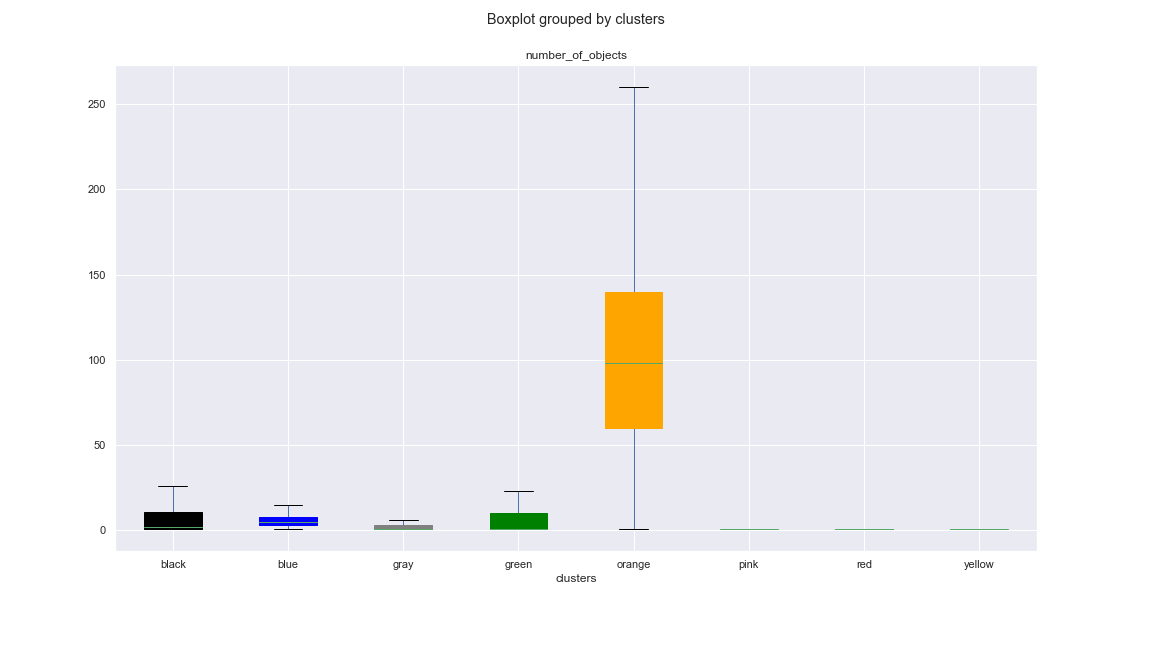 Boxplot grouped by clusters
number_of_objects
250
200
150
100
50
0
black blue gray green orange pink red yellow
clusters